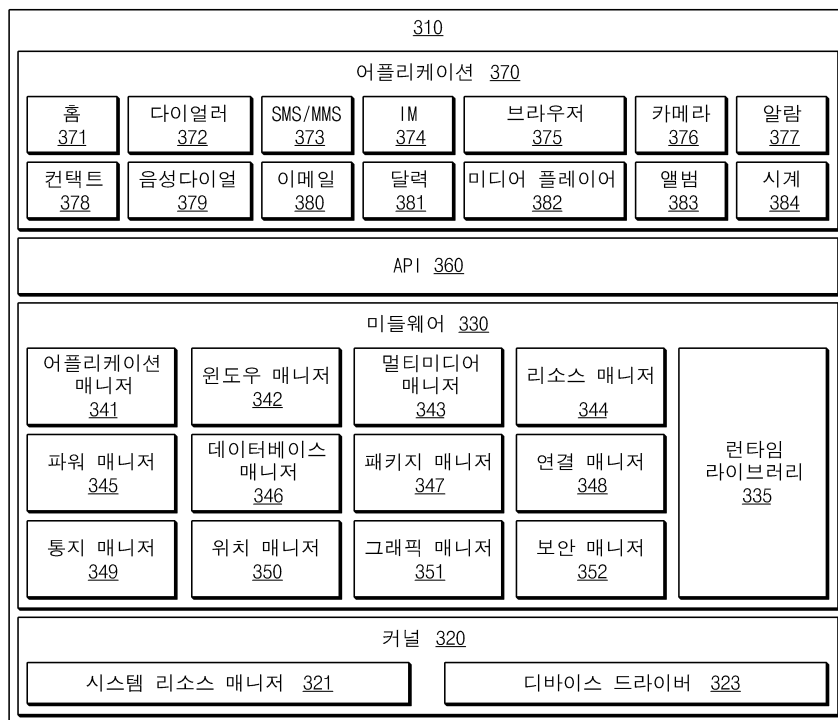 310
어플리케이션 370
홈
371
다이얼러
372
SMS/MMS
373
IM
374
브라우저
375
카메라
376
알람
377
컨택트
378
음성다이얼
379
이메일
380
달력
381
미디어 플레이어
382
앨범
383
시계
384
API 360
미들웨어 330
어플리케이션
매니저
341
윈도우 매니저
342
멀티미디어
매니저
343
리소스 매니저
344
파워 매니저
345
데이터베이스
매니저
346
패키지 매니저
347
연결 매니저
348
통지 매니저
349
위치 매니저
350
그래픽 매니저
351
보안 매니저
352
런타임
라이브러리
335
커널 320
시스템 리소스 매니저 321
디바이스 드라이버 323